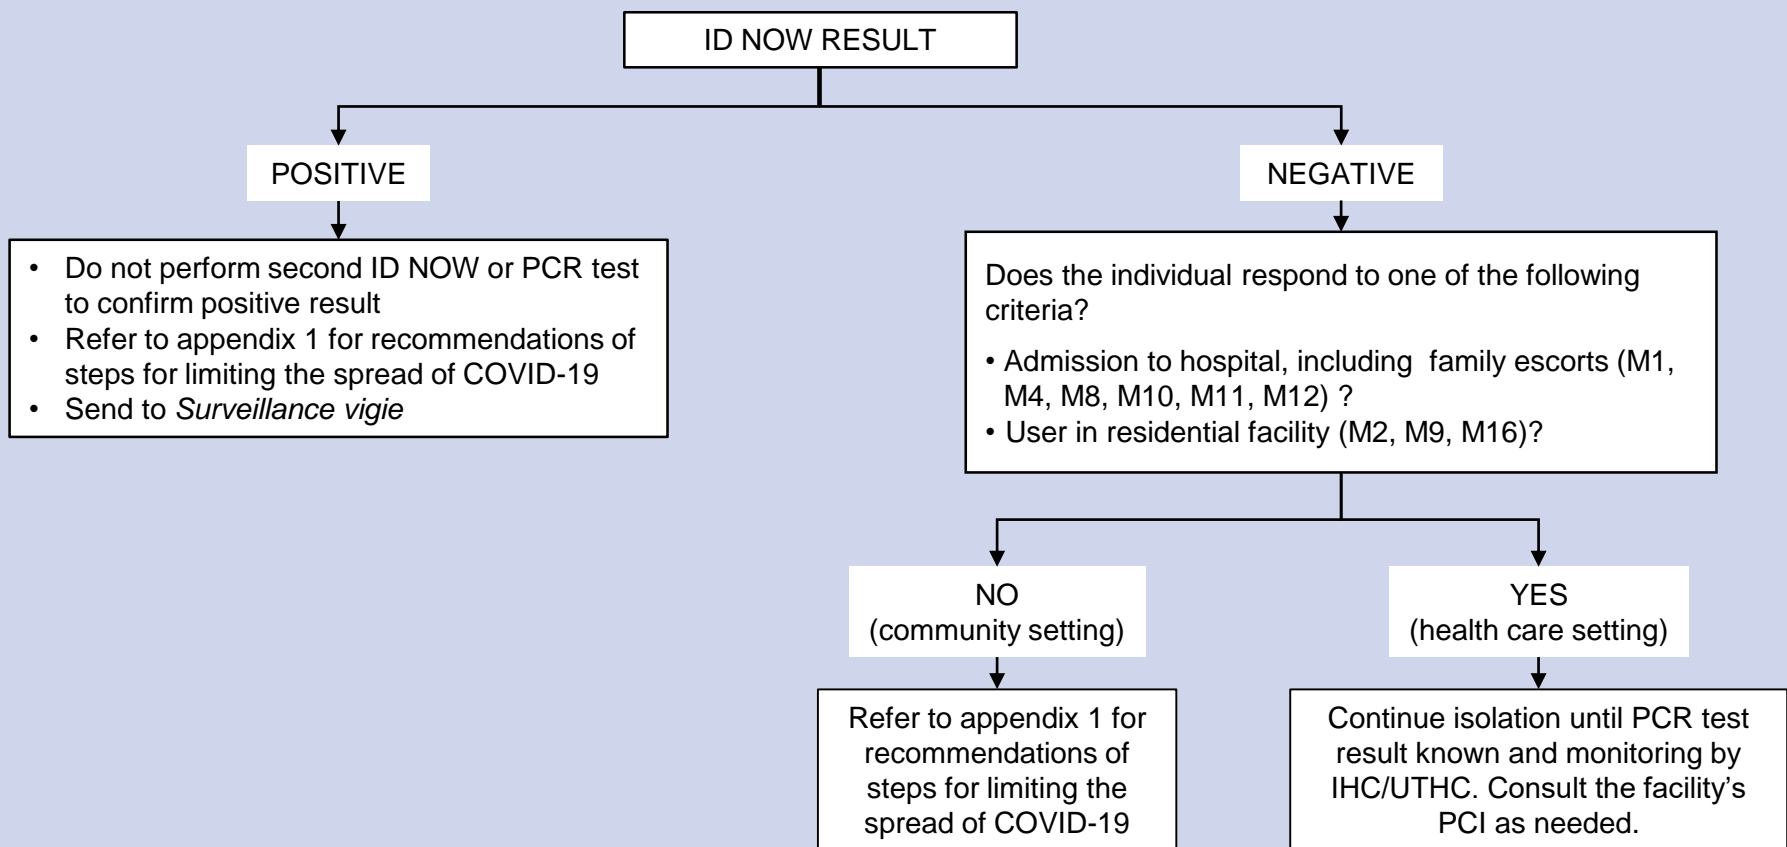 ID NOW RESULT
POSITIVE
NEGATIVE
• Do not perform second ID NOW or PCR test
to confirm positive result
• Refer to appendix 1 for recommendations of
steps for limiting the spread of COVID-19
• Send to Surveillance vigie
Does the individual respond to one of the following
criteria?
• Admission to hospital, including family escorts (M1,
M4, M8, M10, M11, M12) ?
• User in residential facility (M2, M9, M16)?
NO
(community setting)
YES
(health care setting)
Refer to appendix 1 for
recommendations of
steps for limiting the
spread of COVID-19
Continue isolation until PCR test
result known and monitoring by
IHC/UTHC. Consult the facility's
PCI as needed.